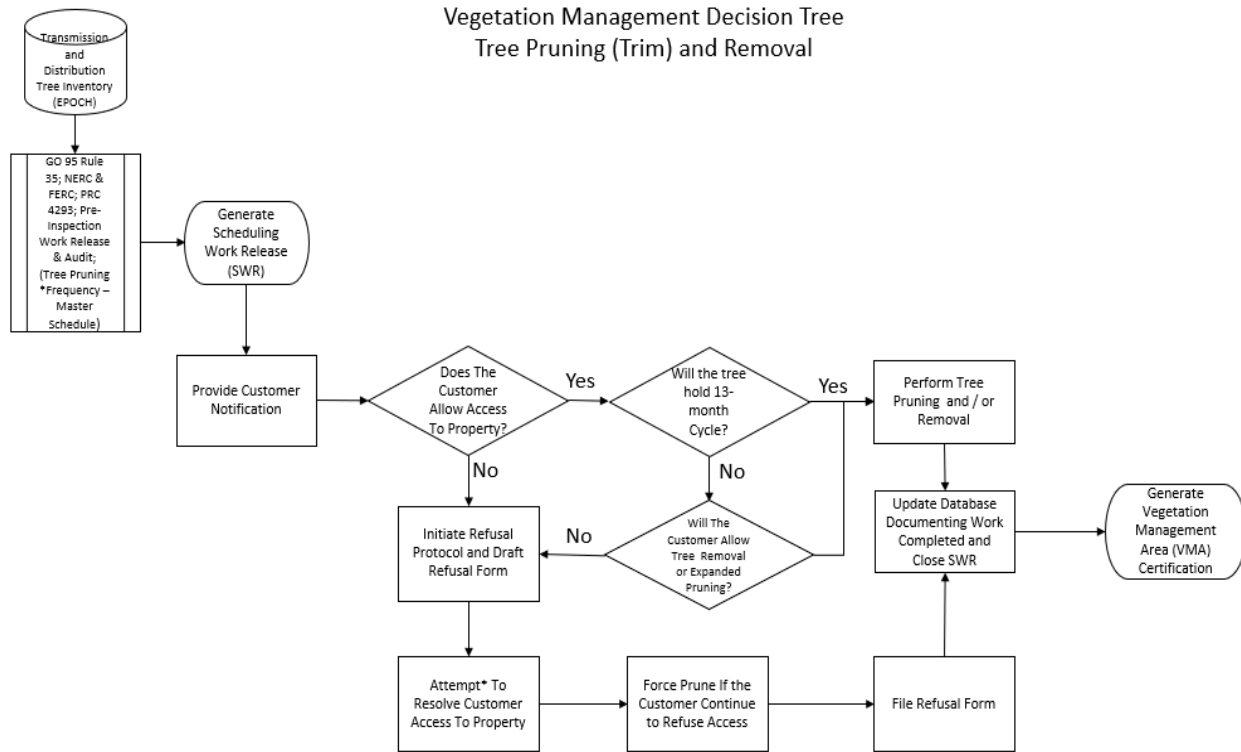 Vegetation Management Decision Tree
Tree Pruning (Trim) and Removal
Transmission
and
Distribution
Tree Inventory
(EPOCH)
GO 95 Rule
35; NERC &
FERC; PRC
4293; Pre-
Inspection
Work Release
& Audit;
(Tree Pruning
*Frequency –
Master
Schedule)
Generate
Scheduling
Work Release
(SWR)
Provide Customer
Notification
Does The
Customer
Allow Access
To Property?
Yes
No
Will the tree
hold 13-
month
Cycle?
Yes
No
Perform Tree
Pruning and / or
Removal
Will The
Customer Allow
Tree Removal
or Expanded
Pruning?
No
Initiate Refusal
Protocol and Draft
Refusal Form
Update Database
Documenting Work
Completed and
Close SWR
Generate
Vegetation
Management
Area (VMA)
Certification
Attempt* To
Resolve Customer
Access To Property
Force Prune If the
Customer Continue
to Refuse Access
File Refusal Form